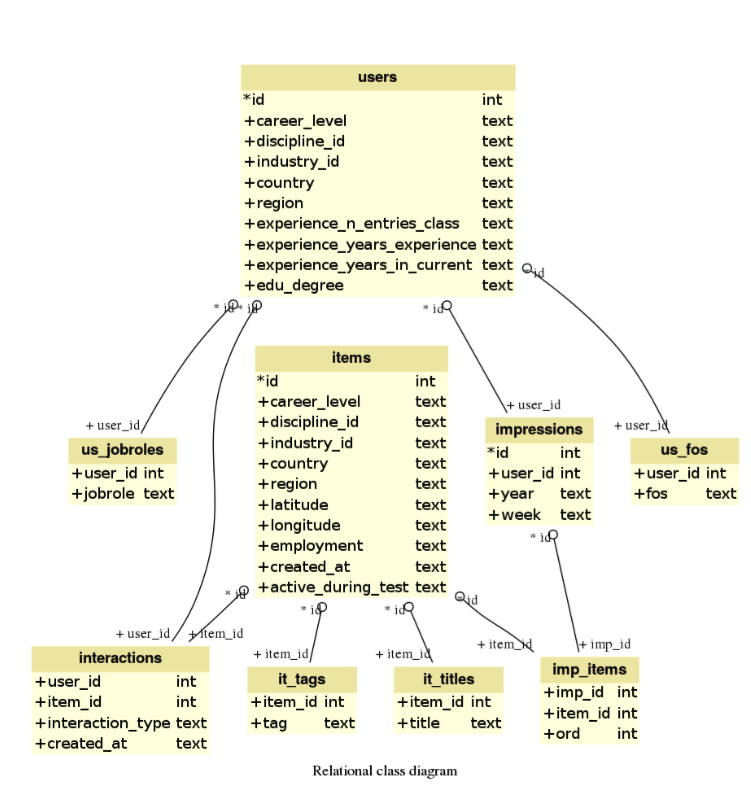 users
*id int
+career_level text
+discipline_id text
+industry_id text
+country text
+region text
+experience_n_entries_class text
+experience_years_experience text
+experience_years_in_current text
+edu_degree text
* id
* id
* id
* id
items
*id int
+career_level text
+discipline_id text
+industry_id text
+country text
+region text
+latitude text
+longitude text
+employment text
+created_at text
+active_during_test text
+ user_id
us_jobroles
+user_id int
+jobrole text
+ user_id
impressions
*id int
+user_id int
+year text
+week text
+ user_id
us_fos
+user_id int
+fos text
* id
* id
* id
* id
* id
+ user_id
+ item_id
+ item_id
+ item_id
+ item_id
+ imp_id
interactions
+user_id int
+item_id int
+interaction_type text
+created_at text
it_tags
+item_id int
+tag text
it_titles
+item_id int
+title text
imp_items
+imp_id int
+item_id int
+ord int
Relational class diagram